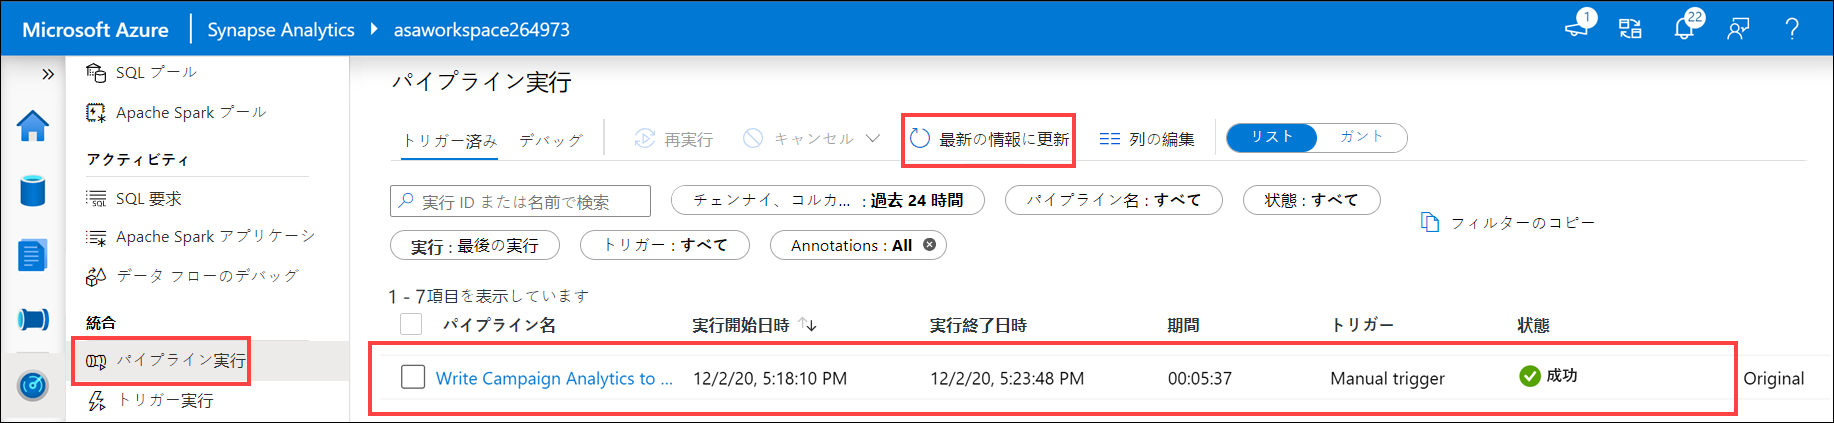 Microsoft Azure Synapse Analytics asaworkspace264973 1 22 ?
SQL プール
Apache Spark プール
アクティビティ
SQL 要求
Apache Spark アプリケーシ
データ フローのデバッグ
統合
パイプライン実行
トリガー実行
パイプライン実行
トリガー済み デバッグ 再実行 キャンセル 最新の情報に更新 列の編集 リスト ガント
実行 ID または名前で検索 チェンナイ、コルカ... : 過去 24 時間 パイプライン名 : すべて 状態 : すべて フィルターのコピー
実行 : 最後の実行 トリガー : すべて Annotations : All
1 - 7項目を表示しています
パイプライン名 実行開始日時 ↑↓ 実行終了日時 期間 トリガー 状態
Write Campaign Analytics to ... 12/2/20, 5:18:10 PM 12/2/20, 5:23:48 PM 00:05:37 Manual trigger 成功 Original